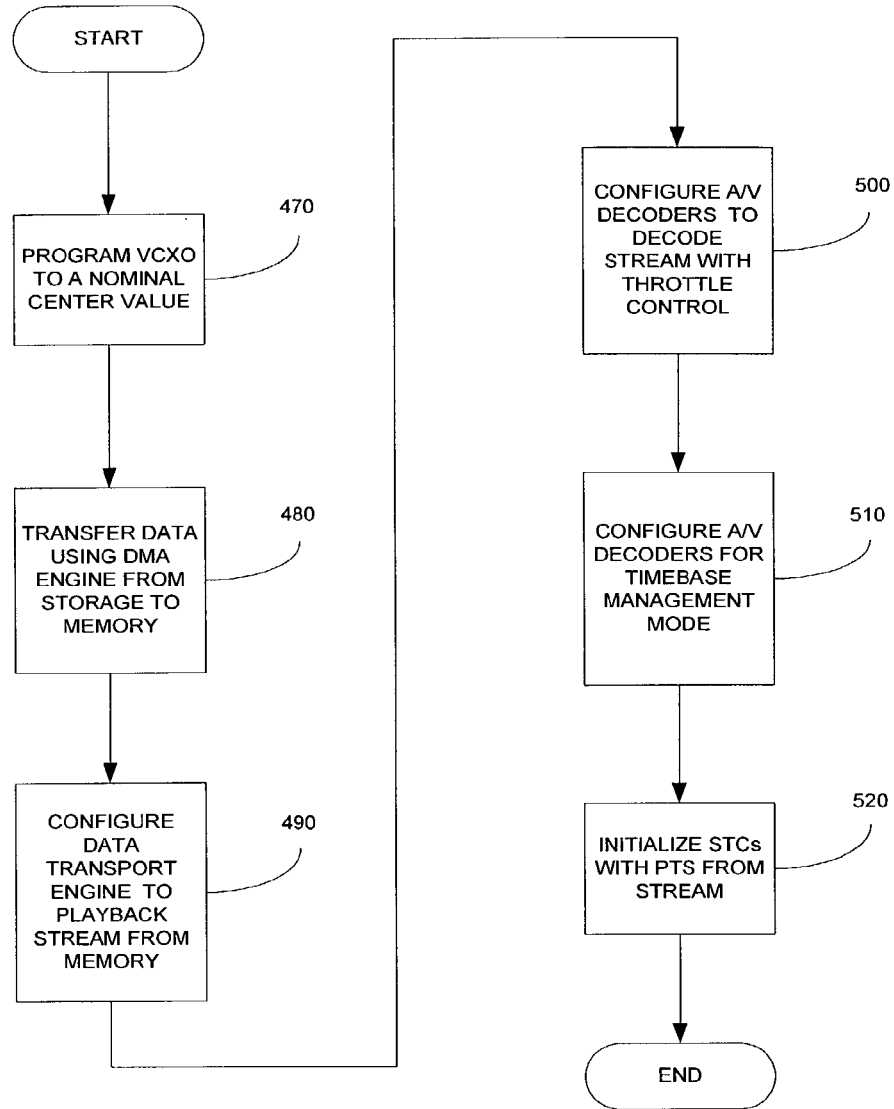 START
470
PROGRAM VCXO
TO A NOMINAL
CENTER VALUE
480
TRANSFER DATA
USING DMA
ENGINE FROM
STORAGE TO
MEMORY
490
CONFIGURE
DATA
TRANSPORT
ENGINE TO
PLAYBACK
STREAM FROM
MEMORY
500
CONFIGURE A/V
DECODERS TO
DECODE
STREAM WITH
THROTTLE
CONTROL
510
CONFIGURE A/V
DECODERS FOR
TIMEBASE
MANAGEMENT
MODE
520
INITIALIZE STCs
WITH PTS FROM
STREAM
END